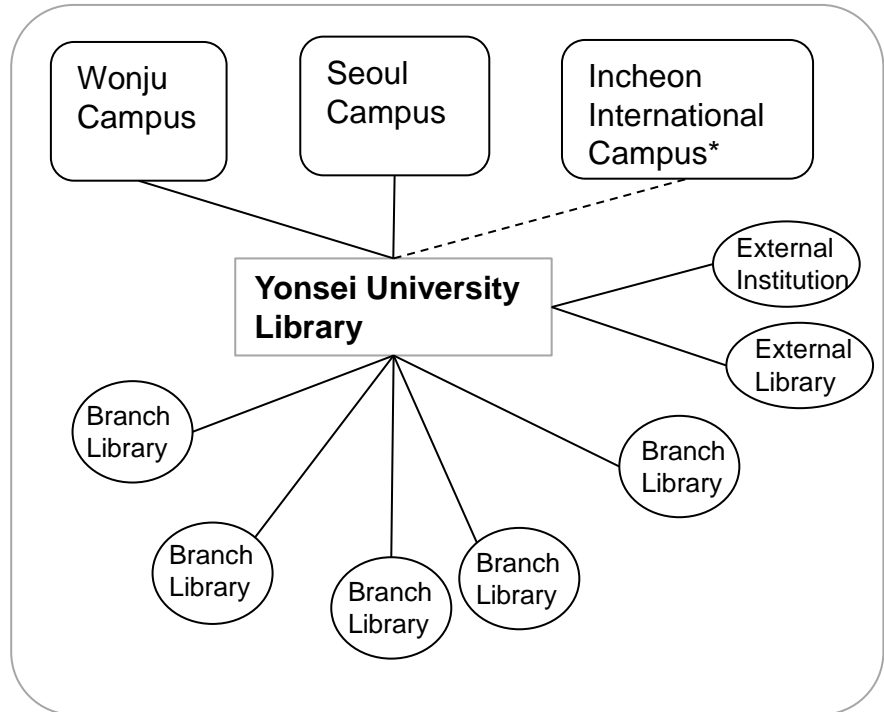 Wonju
Campus
Seoul
Campus
Incheon
International
Campus*
External
Institution
Yonsei University
Library
External
Library
Branch
Library
Branch
Library
Branch
Library
Branch
Library
Branch
Library